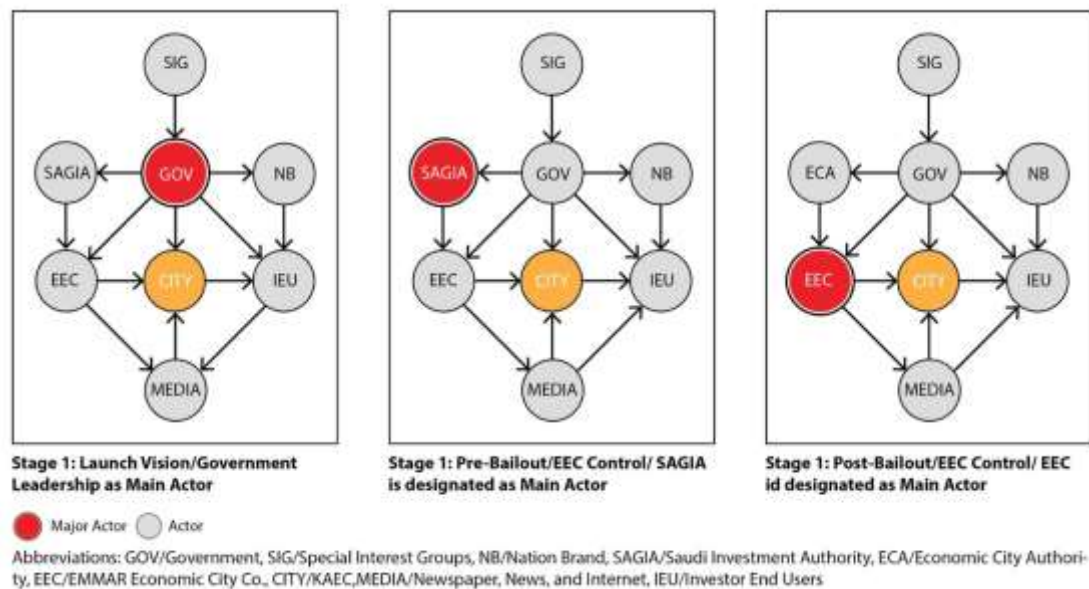 SIG
SIG
SIG
SAGIA
GOV
NB
SAGIA
GOV
NB
ECA
GOV
NB
EEC
CITY
IEU
EEC
CITY
IEU
EEC
CITY
IEU
MEDIA
MEDIA
MEDIA
Stage 1: Launch Vision/Government
Leadership as Main Actor
Stage 1: Pre-Bailout/EEC Control/ SAGIA
is designated as Main Actor
Stage 1: Post-Bailout/EEC Control/ EEC
id designated as Main Actor
Major Actor
Actor
Abbreviations: GOV/Government, SIG/Special Interest Groups, NB/Nation Brand, SAGIA/Saudi Investment Authority, ECA/Economic City Authori-
ty, EEC/EMMAR Economic City Co., CITY/KAEC,MEDIA/Newspaper, News, and Internet, IEU/Investor End Users